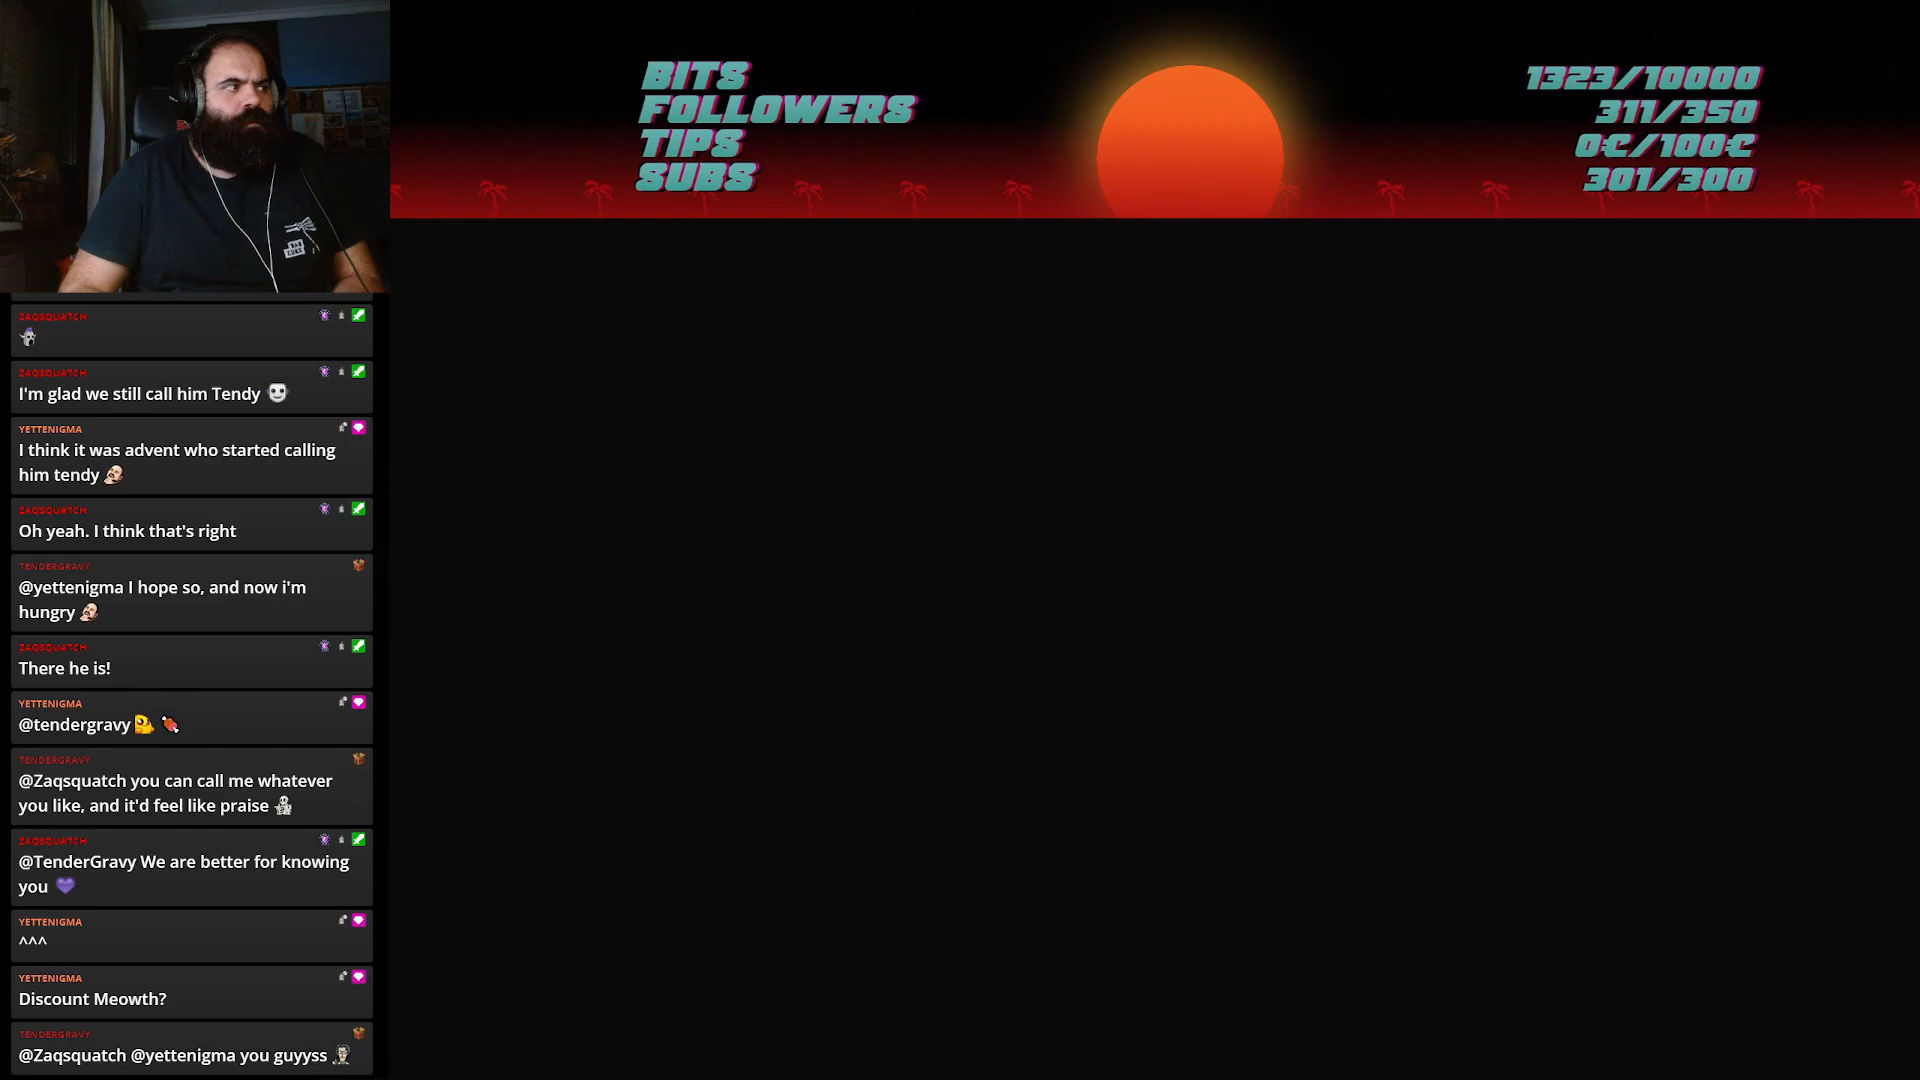 BITS
FOLLOWERS
TIPS
SUBS
1323/10000
311/350
0€/100€
301/300
ZAQSQUATCH
ZAQSQUATCH
I'm glad we still call him Tendy
YETTENIGMA
I think it was advent who started calling
him tendy
ZAQSQUATCH
Oh yeah. I think that's right
TENDERGRAVY
@yettenigma I hope so, and now i'm
hungry
ZAQSQUATCH
There he is!
YETTENIGMA
@tendergravy
TENDERGRAVY
@Zaqsquatch you can call me whatever
you like, and it'd feel like praise
ZAQSQUATCH
@TenderGravy We are better for knowing
you
YETTENIGMA
^^^
YETTENIGMA
Discount Meowth?
TENDERGRAVY
@Zaqsquatch @yettenigma you guyyss